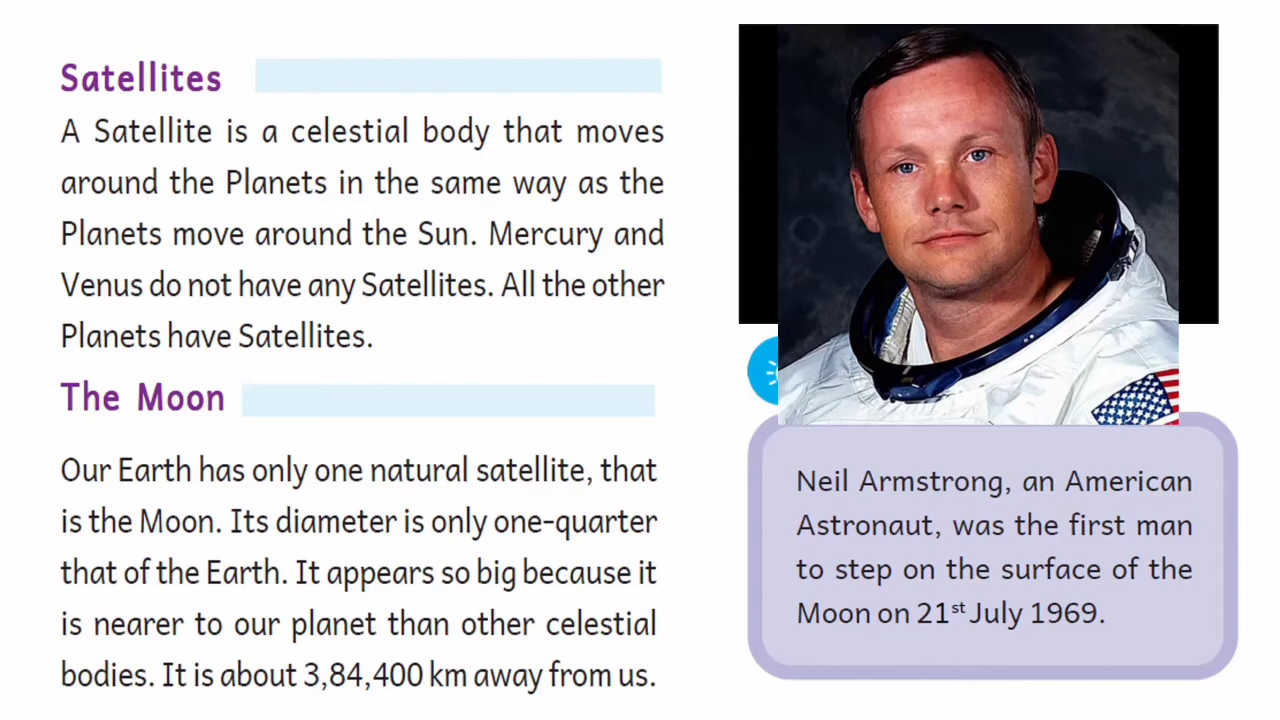 Satellites
A Satellite is a celestial body that moves
around the Planets in the same way as the
Planets move around the Sun. Mercury and
Venus do not have any Satellites. All the other
Planets have Satellites.
The Moon
Our Earth has only one natural satellite, that
is the Moon. Its diameter is only one-quarter
that of the Earth. It appears so big because it
is nearer to our planet than other celestial
bodies. It is about 3,84,400 km away from us.
Neil Armstrong, an American
Astronaut, was the first man
to step on the surface of the
Moon on 21st July 1969.